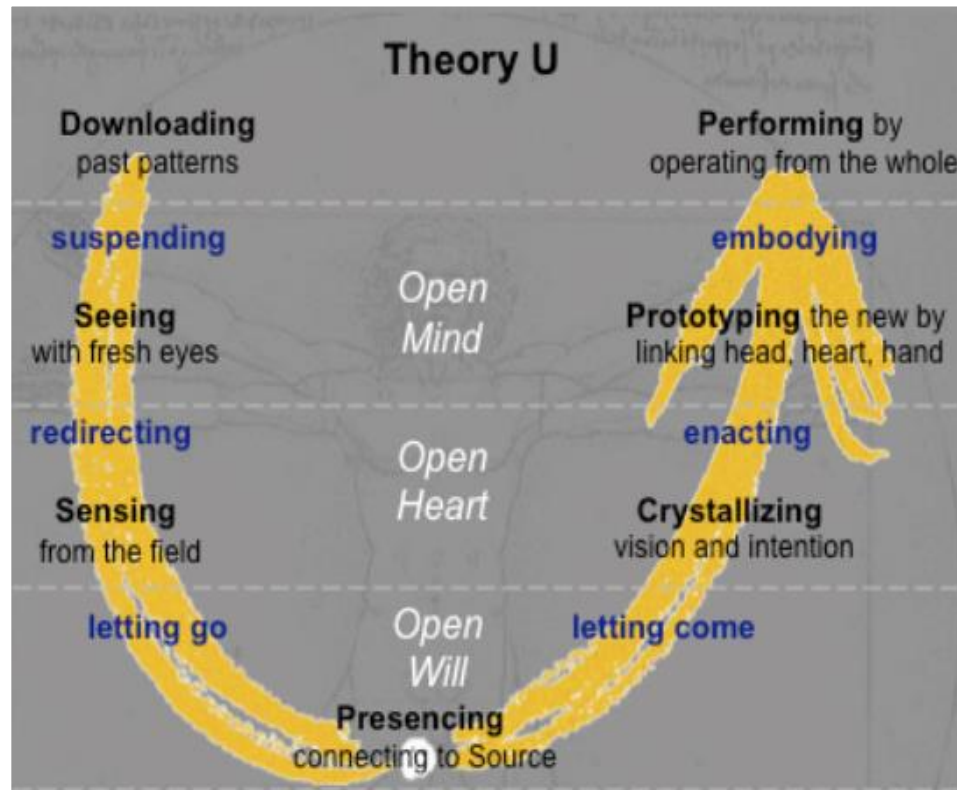 Theory U
Downloading
past patterns
suspending
Seeing
with fresh eyes
redirecting
Sensing
from the field
letting go
Open
Mind
Open
Heart
Open
Will
Presencing
connecting to Source
Performing by
operating from the whole
embodying
Prototyping the new by
linking head, heart, hand
enacting
Crystallizing
vision and intention
letting come